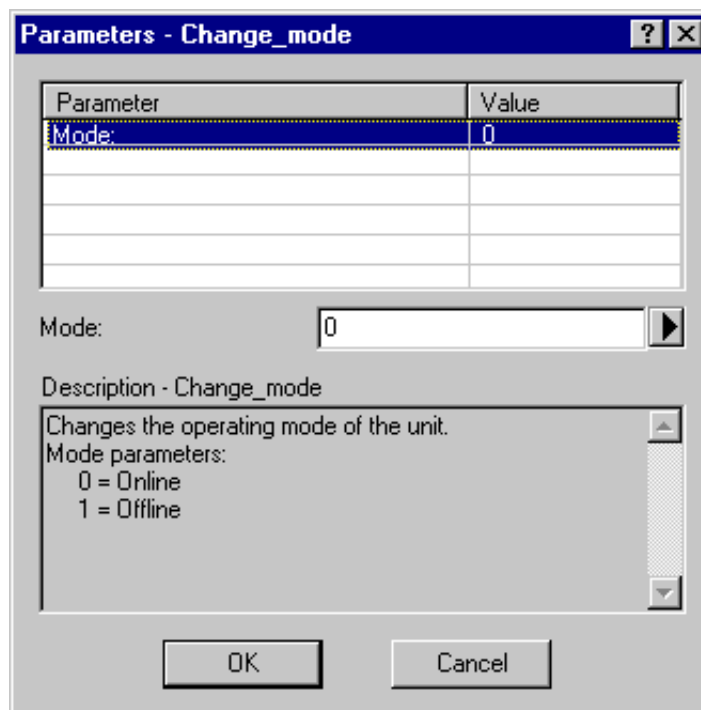 Parameters - Change_mode
Parameter Value
Mode: 0
Mode: 0
Description - Change_mode
Changes the operating mode of the unit.
Mode parameters:
0 = Online
1 = Offline
OK Cancel